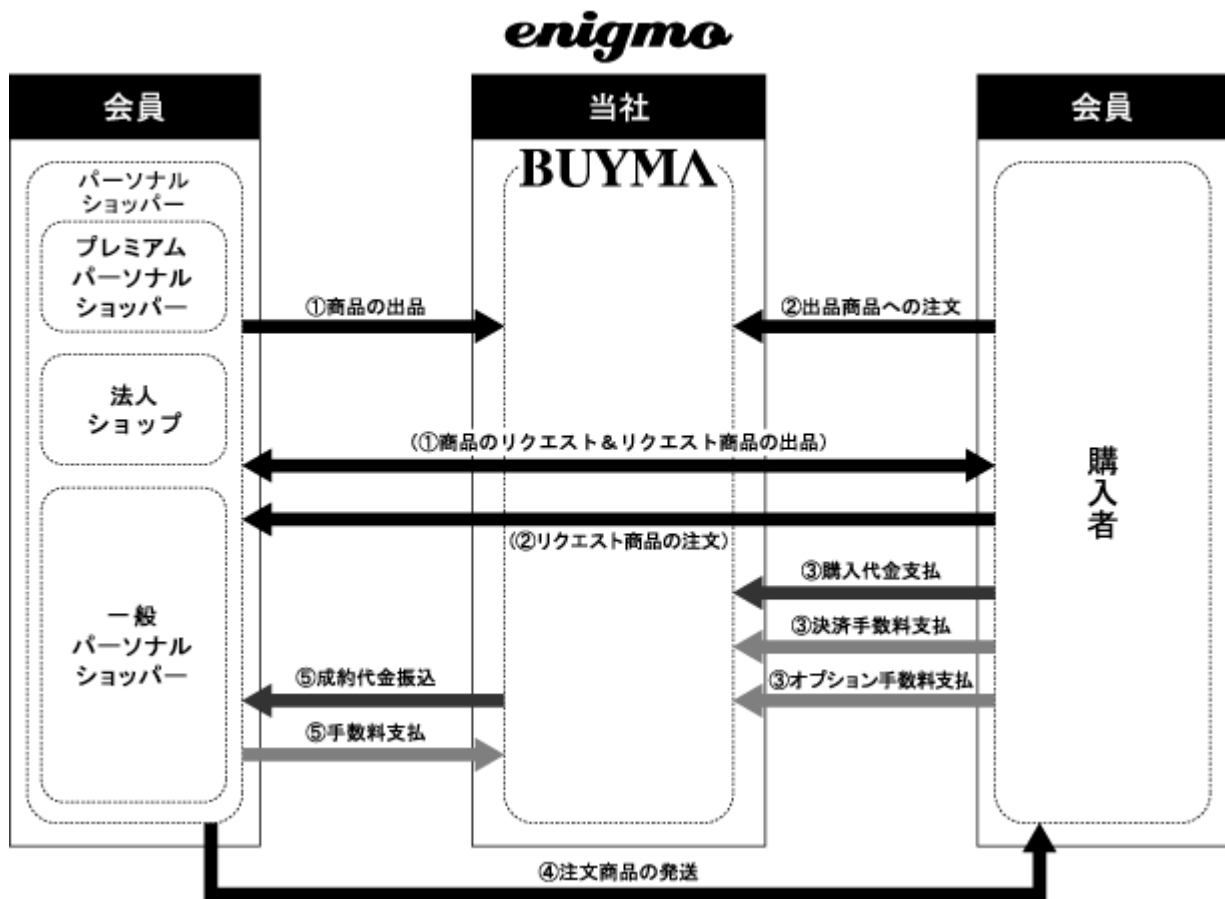 enigmo
会員
当社
会員
BUYMA
パーソナル
ショッパー
プレミアム
パーソナル
ショッパー
①商品の出品
②出品商品への注文
法人
ショップ
(①商品のリクエスト＆リクエスト商品の出品)
購入者
(②リクエスト商品の注文)
③購入代金支払
一般
パーソナル
ショッパー
③決済手数料支払
⑤成約代金振込
③オプション手数料支払
⑤手数料支払
④注文商品の発送